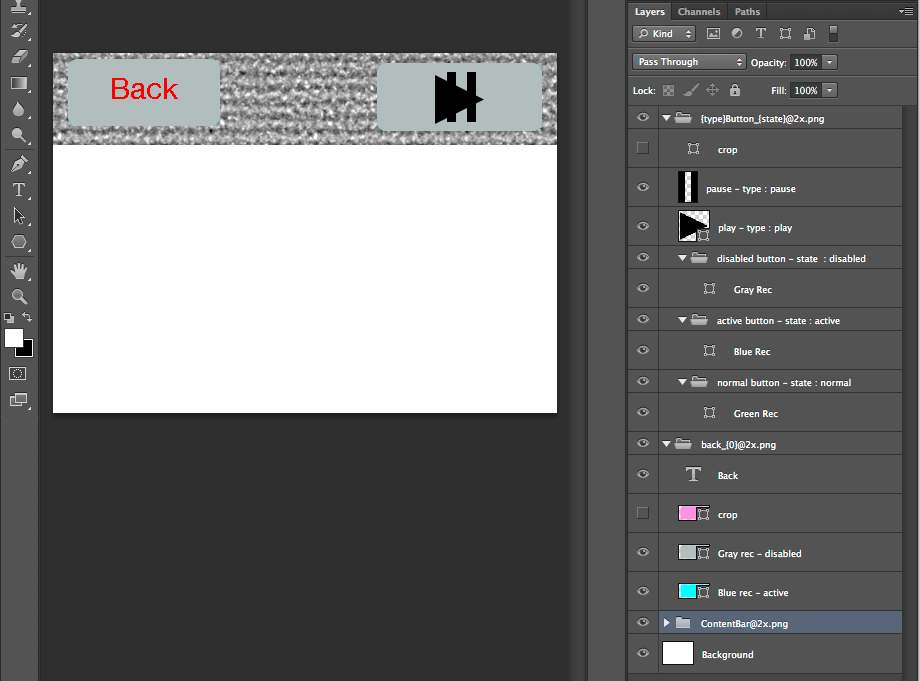 Back
Layers Channels Paths
Kind
Pass Through Opacity: 100%
Lock: Fill: 100%
{type}Button_{state}@2x.png
crop
pause - type : pause
play - type : play
disabled button - state : disabled
Gray Rec
active button - state : active
Blue Rec
normal button - state : normal
Green Rec
back_{0}@2x.png
T Back
crop
Gray rec - disabled
Blue rec - active
ContentBar@2x.png
Background